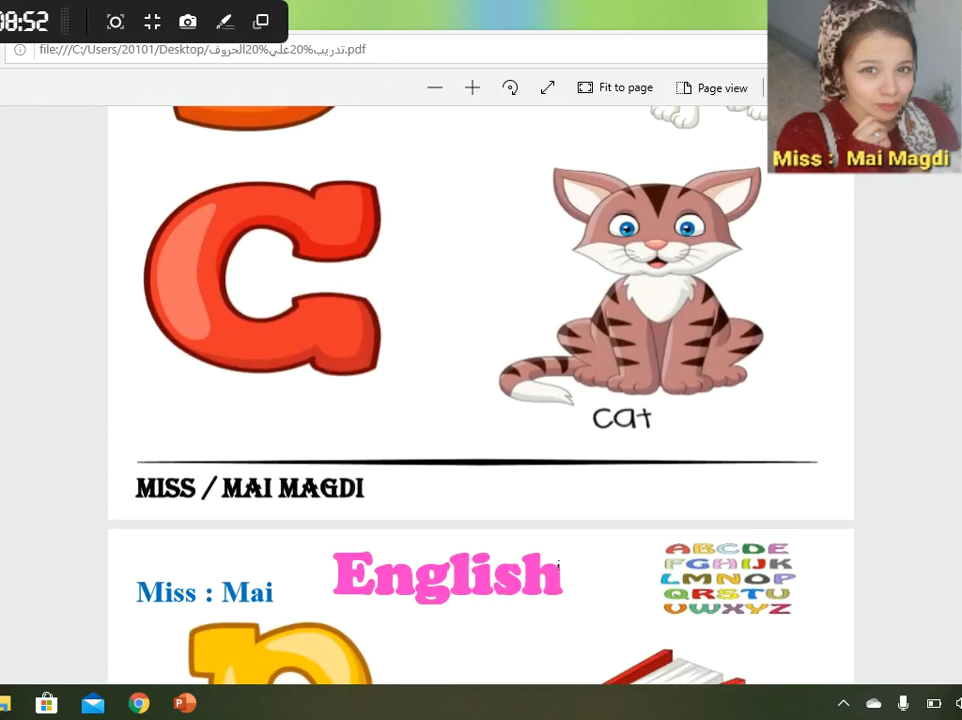 08:52
file:///C:/Users/20101/Desktop/تدريب%20علي%20الحروف.pdf
Fit to page
Page view
Miss : Mai Magdi
C
cat
MISS / MAI MAGDI
English
Miss : Mai
ABCDE
FGHIJK
LMNOP
QRSTU
VWXYZ